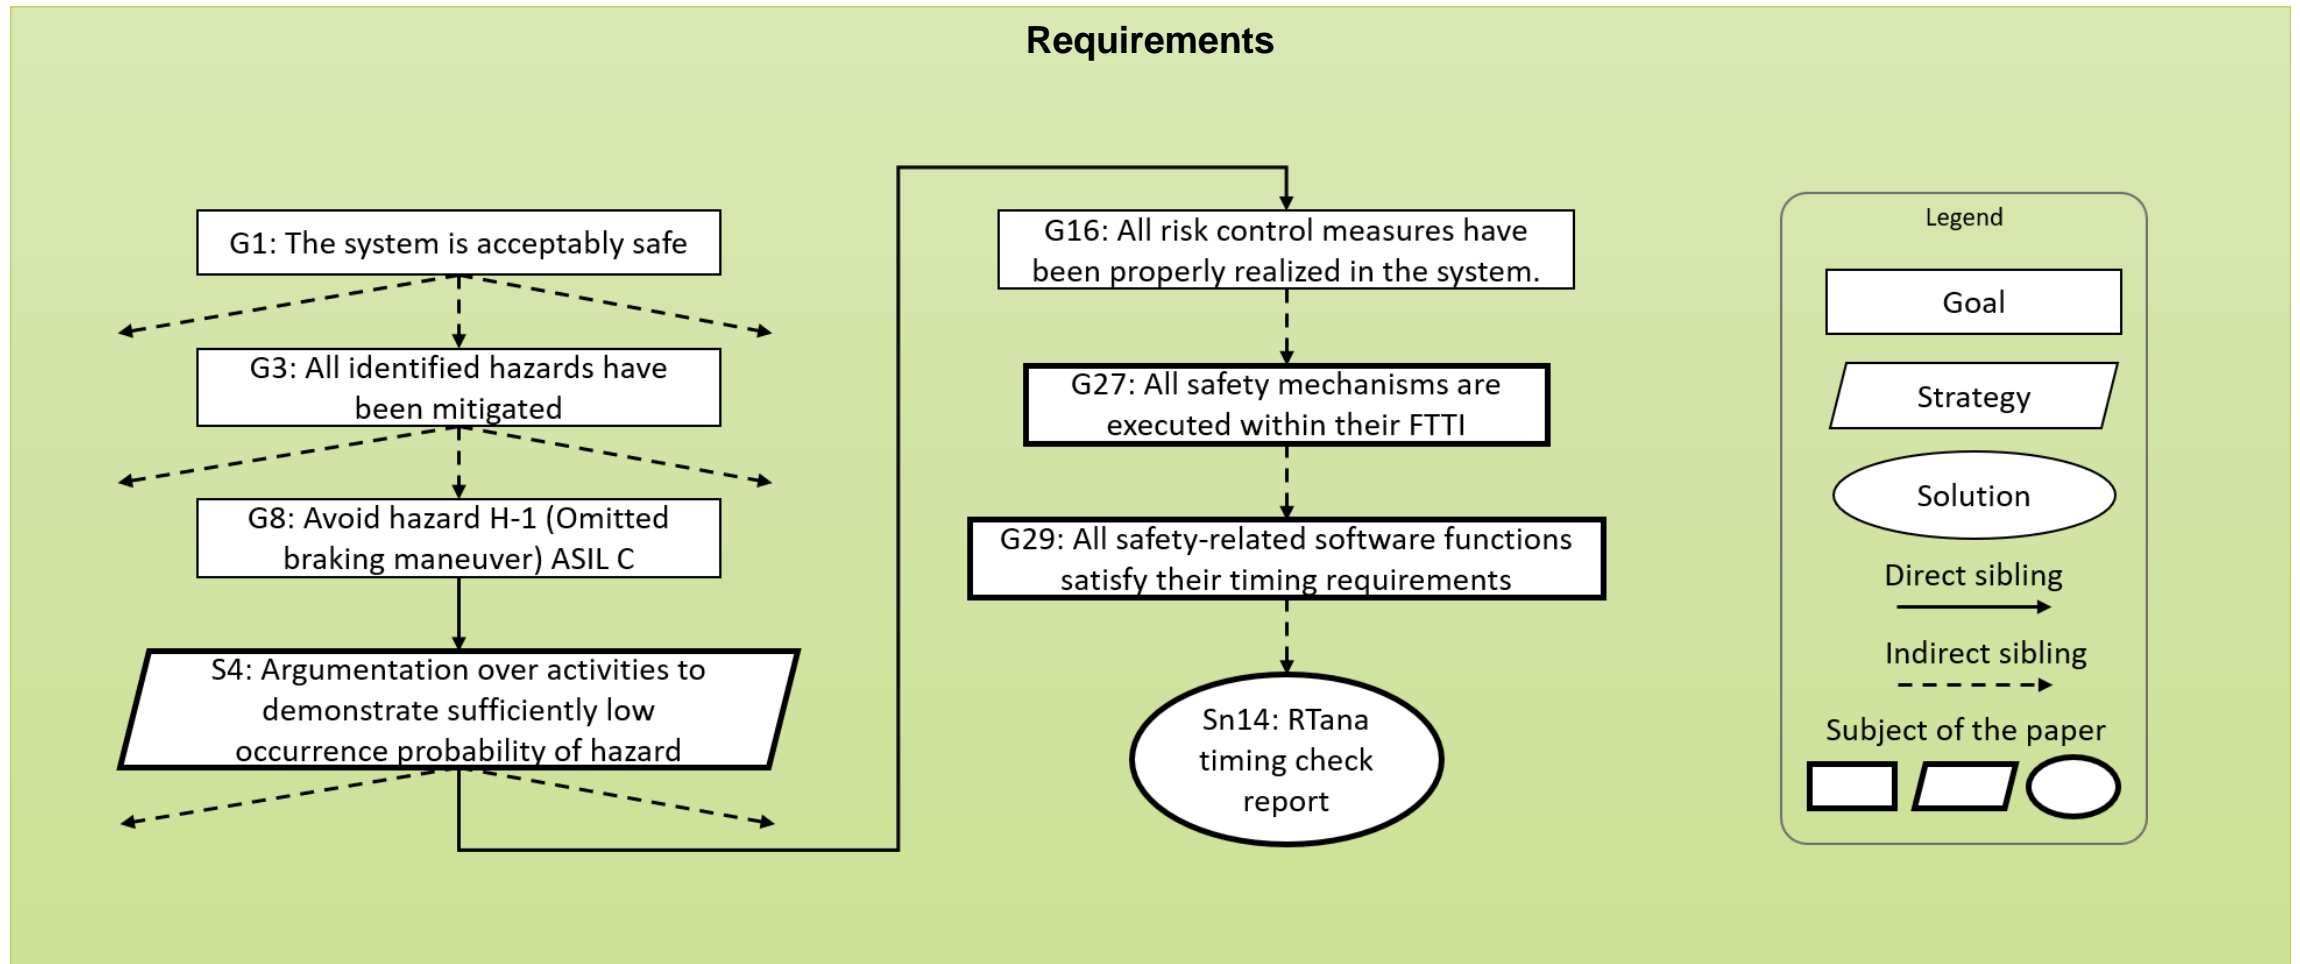 Requirements
G1: The system is acceptably safe
G3: All identified hazards have
been mitigated
G8: Avoid hazard H-1 (Omitted
braking maneuver) ASIL C
S4: Argumentation over activities to
demonstrate sufficiently low
occurrence probability of hazard
G16: All risk control measures have
been properly realized in the system.
G27: All safety mechanisms are
executed within their FTTI
G29: All safety-related software functions
satisfy their timing requirements
Sn14: RTana
timing check
report
Legend
Goal
Strategy
Solution
Direct sibling
Indirect sibling
Subject of the paper